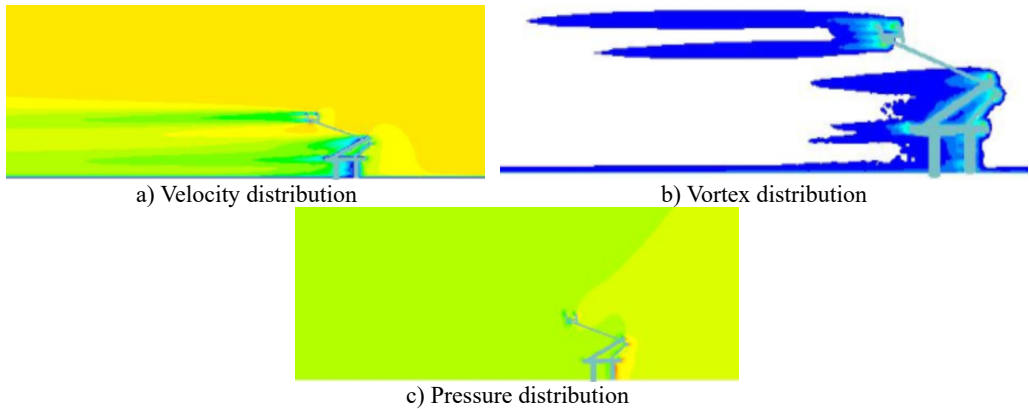 a) Velocity distribution
b) Vortex distribution
c) Pressure distribution